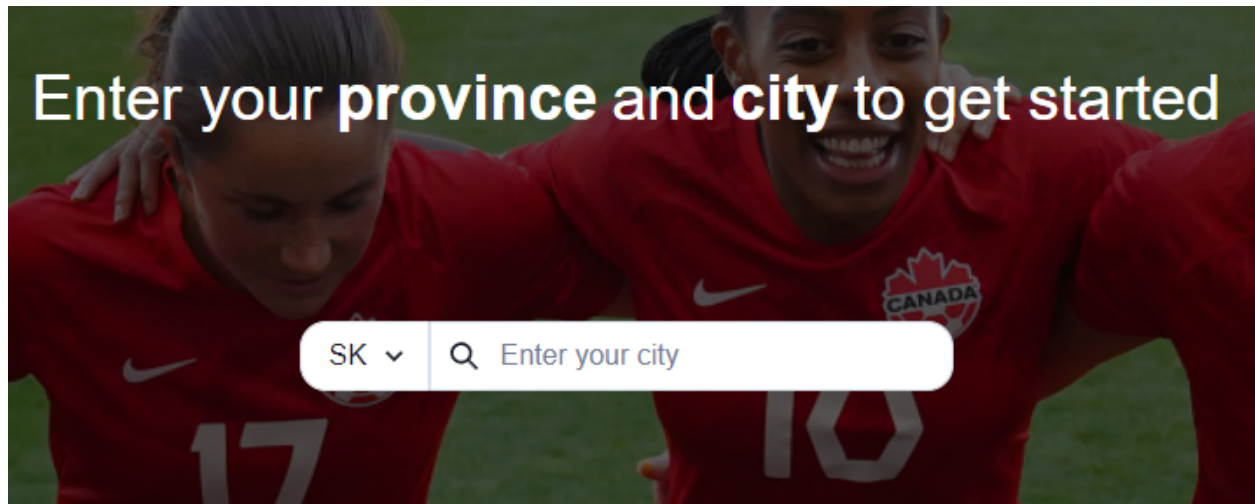 Enter your province and city to get started
CANADA
SK
Enter your city
17
10